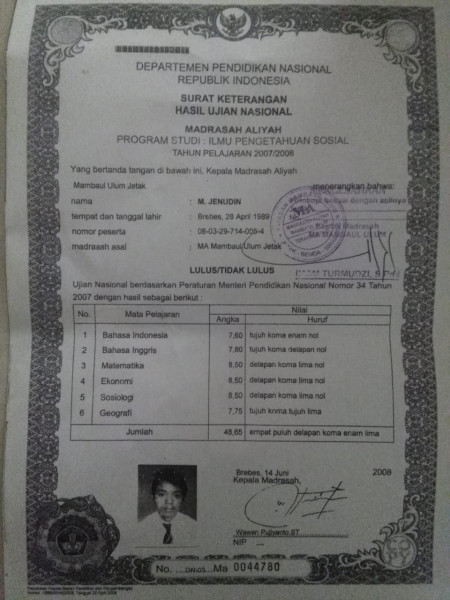 DEPARTEMEN PENDIDIKAN NASIONAL
REPUBLIK INDONESIA
SURAT KETERANGAN
HASIL UJIAN NASIONAL
MADRASAH ALIYAH
PROGRAM STUDI : ILMU PENGETAHUAN SOSIAL
TAHUN PELAJARAN 2007/2008
Yang bertanda tangan di bawah ini, Kepala Madrasah Aliyah
Mambaul Ulum Jetak menerangkan bahwa:
nama : M. JENUDIN
tempat dan tanggal lahir : Brebes, 28 April 1989
nomor peserta : 08-03-29-714-005-4
madrasah asal : MA Mambaul Ulum Jetak
Kepala Madrasah
MA MAMBAUL ULUM
MA
TURMUDZI, S.Pd.I
LULUS/TIDAK LULUS
Ujian Nasional berdasarkan Peraturan Menteri Pendidikan Nasional Nomor 34 Tahun
2007 dengan hasil sebagai berikut :
No. Mata Pelajaran Nilai
Angka Huruf
1 Bahasa Indonesia 7,60 tujuh koma enam nol
2 Bahasa Inggris 7,80 tujuh koma delapan nol
3 Matematika 8,50 delapan koma lima nol
4 Ekonomi 8,50 delapan koma lima nol
5 Sosiologi 8,50 delapan koma lima nol
6 Geografi 7,75 tujuh koma tujuh lima
Jumlah 48,65 empat puluh delapan koma enam lima
Brebes, 14 Juni 2008
Kepala Madrasah,
Wawan Pujiyanto,ST
NIP
No. Ma 0044780